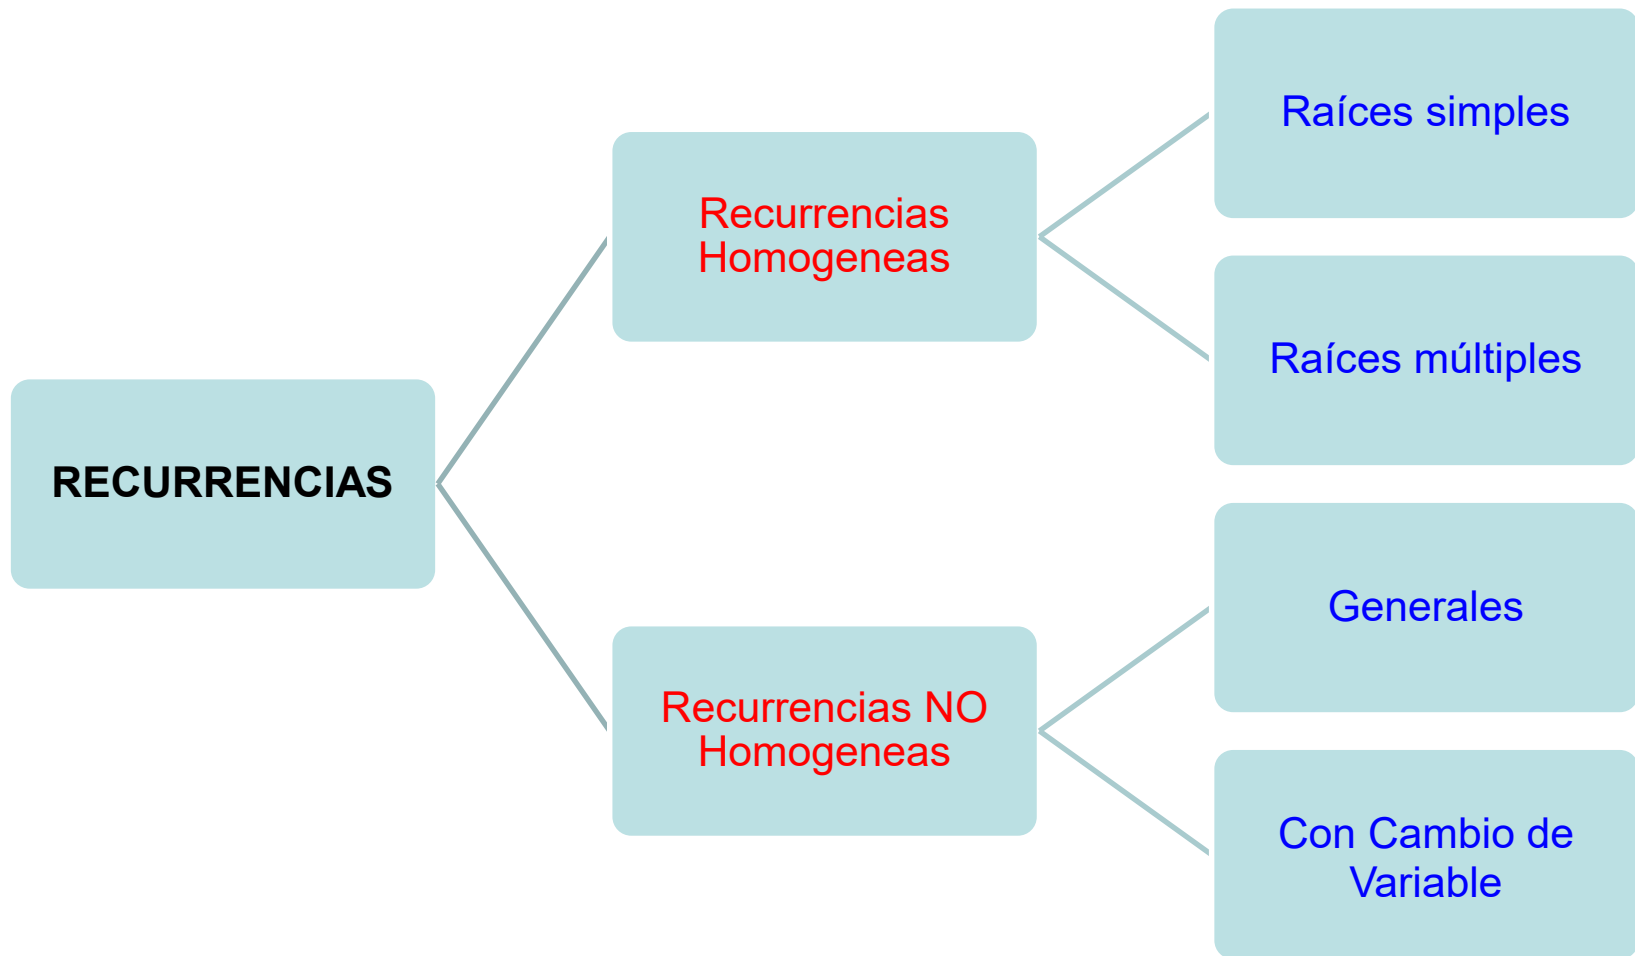 RECURRENCIAS
Recurrencias
Homogeneas
Raíces simples
Raíces múltiples
Recurrencias NO
Homogeneas
Generales
Con Cambio de
Variable